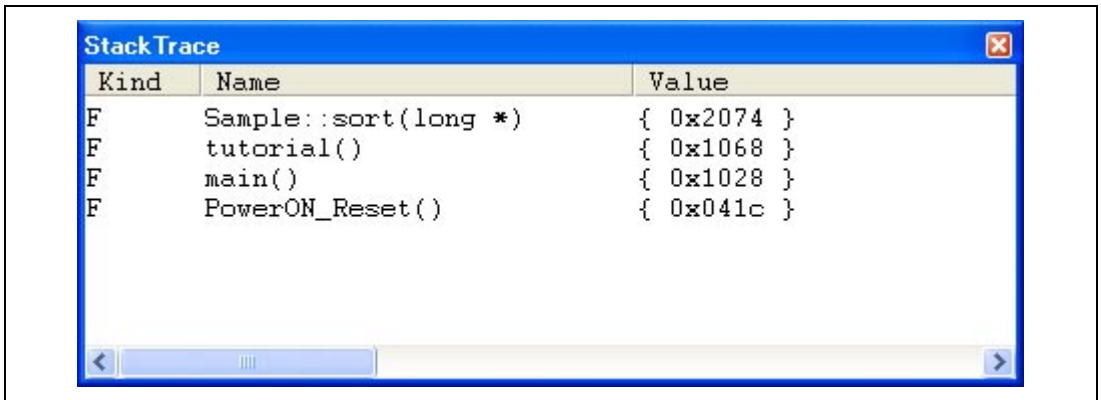 StackTrace
Kind Name Value
F Sample::sort(long *) { 0x2074 }
F tutorial() { 0x1068 }
F main() { 0x1028 }
F PowerON_Reset() { 0x041c }